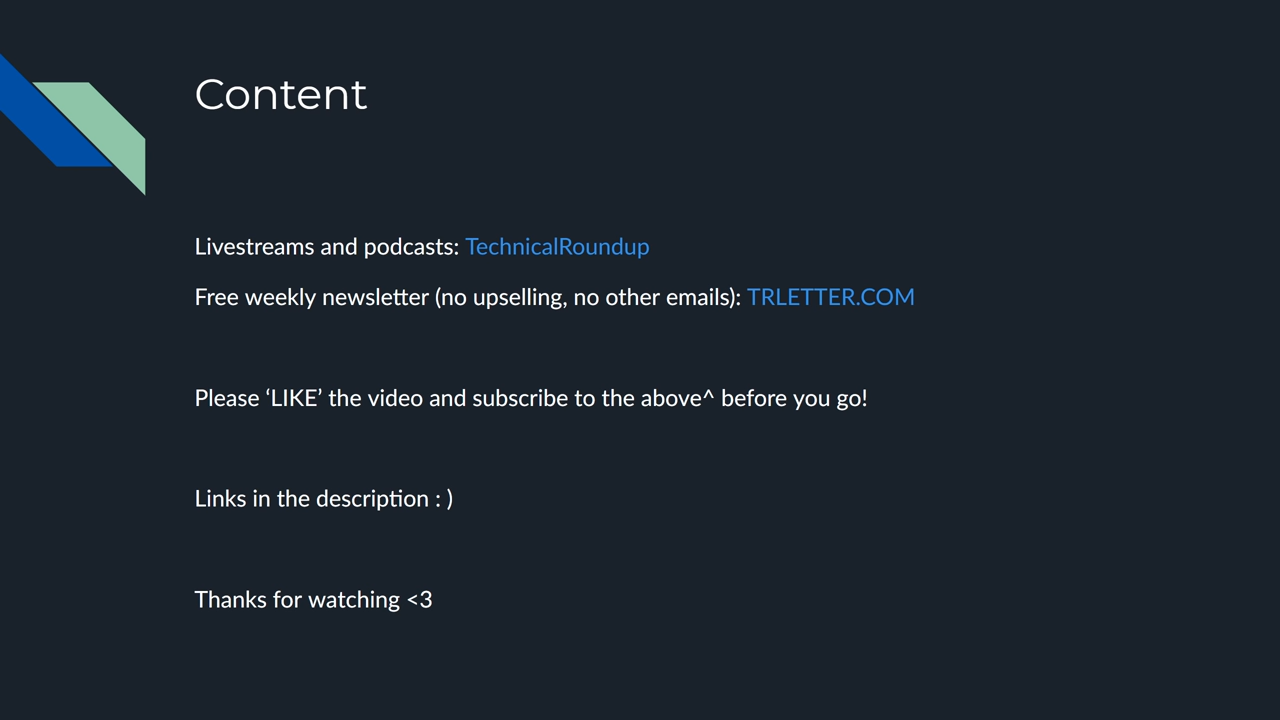 Content
Livestreams and podcasts: TechnicalRoundup
Free weekly newsletter (no upselling, no other emails): TRLETTER.COM
Please ‘LIKE’ the video and subscribe to the above^ before you go!
Links in the description : )
Thanks for watching <3